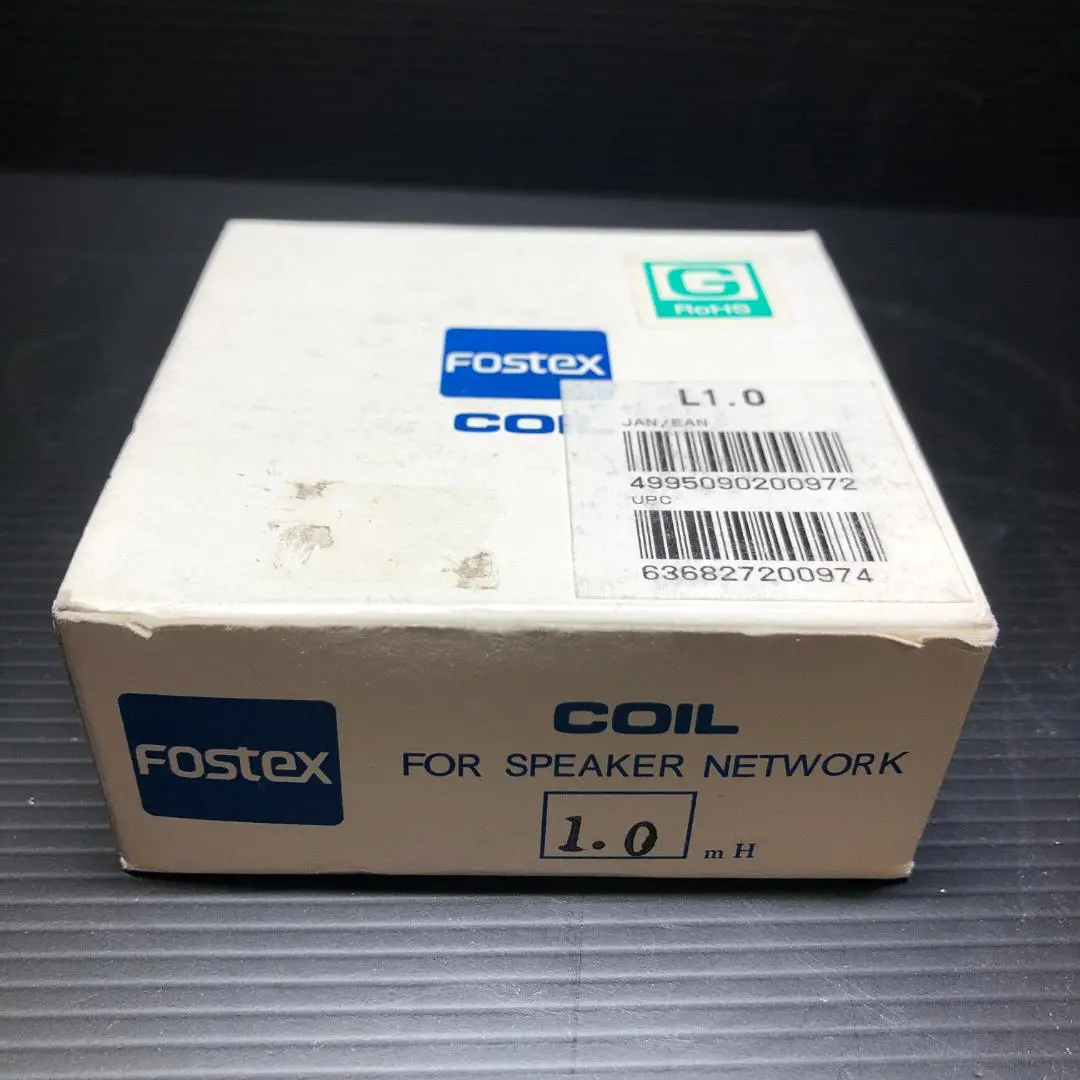 G
RoHS
FOSTEX
COIL
L1.0
JAN/EAN
4995090200972
UPC
636827200974
FOSTEX
COIL
FOR SPEAKER NETWORK
1.0 mH